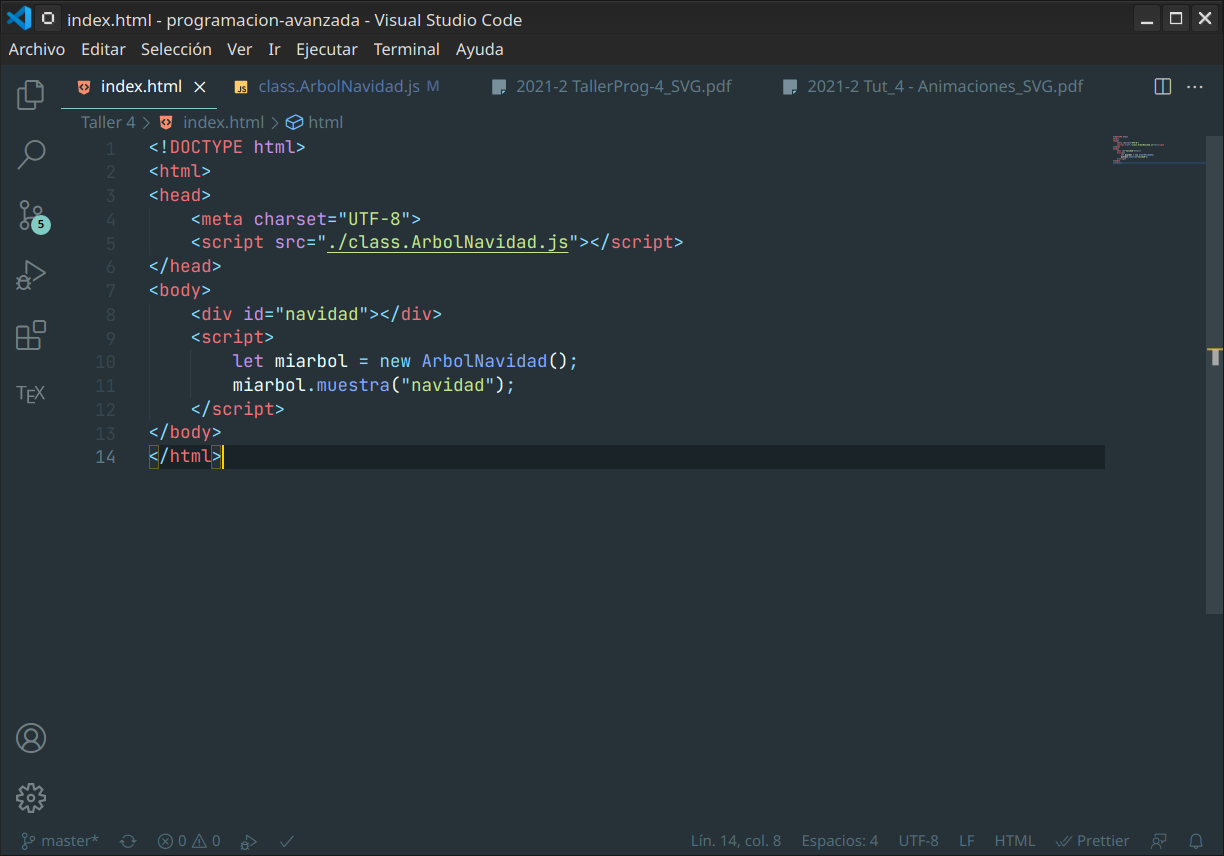 index.html - programacion-avanzada - Visual Studio Code
Archivo Editar Selección Ver Ir Ejecutar Terminal Ayuda
index.html JS class.ArbolNavidad.js M 2021-2 TallerProg-4_SVG.pdf 2021-2 Tut_4 - Animaciones_SVG.pdf
Taller 4 > index.html > html
1 <!DOCTYPE html>
2 <html>
3 <head>
4 <meta charset="UTF-8">
5 <script src="./class.ArbolNavidad.js"></script>
6 </head>
7 <body>
8 <div id="navidad"></div>
9 <script>
10 let miarbol = new ArbolNavidad();
11 miarbol.muestra("navidad");
12 </script>
13 </body>
14 </html>
5
TEX
master* 0 0 Lín. 14, col. 8 Espacios: 4 UTF-8 LF HTML Prettier